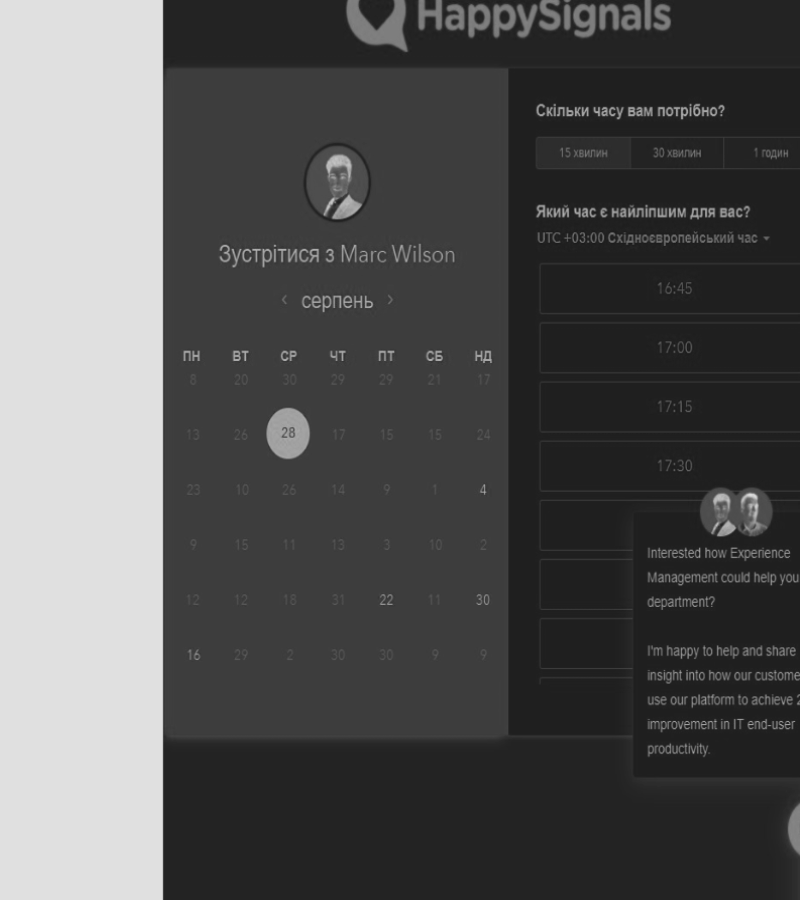 HappySignals
Зустрітися з Marc Wilson
‹ серпень ›
ПН ВТ СР ЧТ ПТ СБ НД
8 20 30 29 29 21 17
13 26 28 17 15 15 24
23 10 26 14 9 1 4
9 15 11 13 3 10 2
12 12 18 31 22 11 30
16 29 2 30 30 9 9
Скільки часу вам потрібно?
15 хвилин 30 хвилин 1 годин
Який час є найліпшим для вас?
UTC +03:00 Східноєвропейський час
16:45
17:00
17:15
17:30
Interested how Experience
Management could help you
department?
I'm happy to help and share
insight into how our custome
use our platform to achieve 2
improvement in IT end-user
productivity.